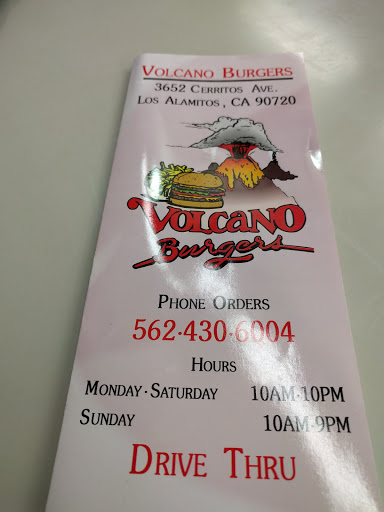 VOLCANO BURGERS
3652 CERRITOS AVE.
LOS ALAMITOS, CA 90720
VOLCANO
Burgers
PHONE ORDERS
562·430·6004
HOURS
MONDAY·SATURDAY 10AM·10PM
SUNDAY 10AM·9PM
DRIVE THRU